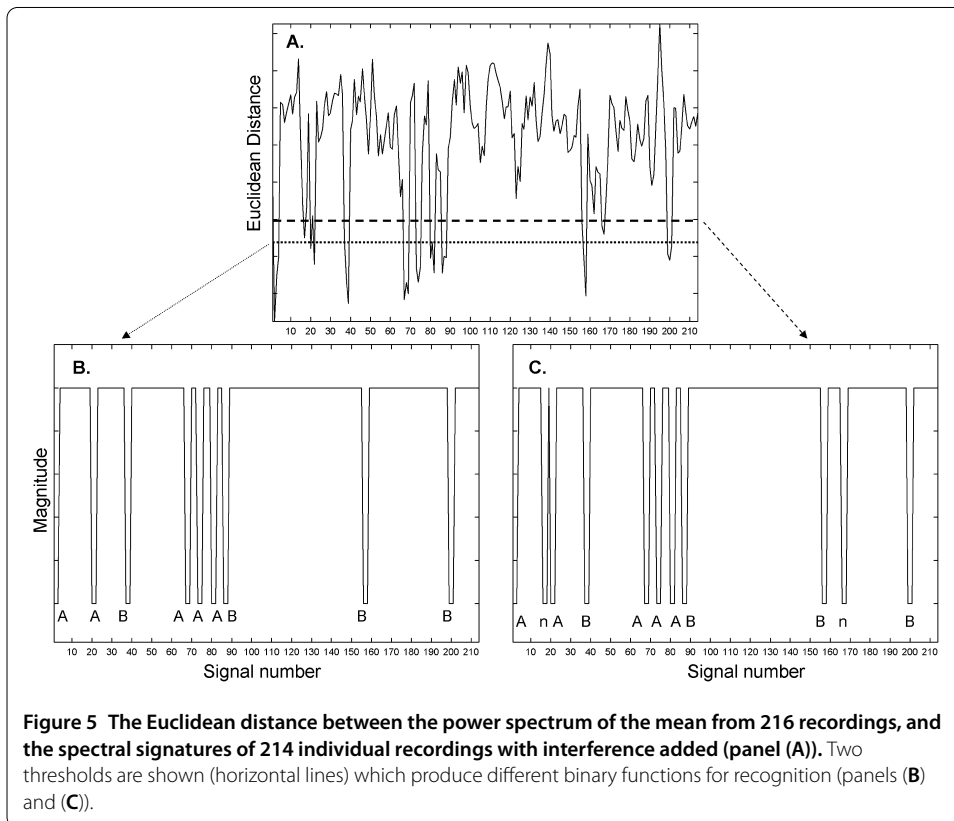 A.
Euclidean Distance
10 20 30 40 50 60 70 80 90 100 110 120 130 140 150 160 170 180 190 200 210
B.
Magnitude
A A B A A A B B B
10 20 30 40 50 60 70 80 90 100 110 120 130 140 150 160 170 180 190 200 210
Signal number
C.
A n A B A A A B B n B
10 20 30 40 50 60 70 80 90 100 110 120 130 140 150 160 170 180 190 200 210
Signal number
Figure 5 The Euclidean distance between the power spectrum of the mean from 216 recordings, and
the spectral signatures of 214 individual recordings with interference added (panel (A)). Two
thresholds are shown (horizontal lines) which produce different binary functions for recognition (panels (B)
and (C)).